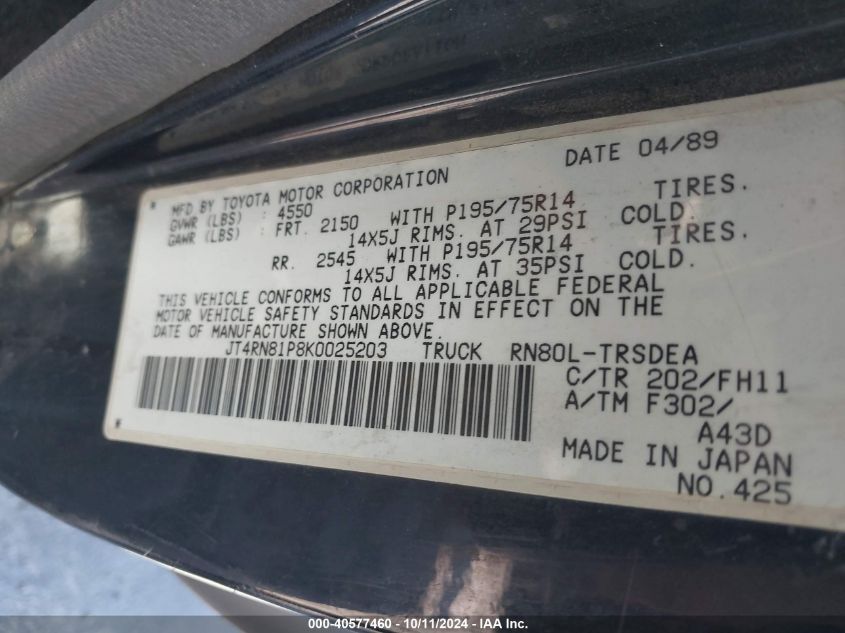 DATE 04/89
MFD BY TOYOTA MOTOR CORPORATION
GVWR (LBS) : 4550
GAWR (LBS) : FRT. 2150 WITH P195/75R14 TIRES.
14X5J RIMS. AT 29PSI COLD.
RR. 2545 WITH P195/75R14 TIRES.
14X5J RIMS. AT 35PSI COLD.
THIS VEHICLE CONFORMS TO ALL APPLICABLE FEDERAL
MOTOR VEHICLE SAFETY STANDARDS IN EFFECT ON THE
DATE OF MANUFACTURE SHOWN ABOVE.
JT4RN81P8K0025203 TRUCK RN80L-TRSDEA
C/TR 202/FH11
A/TM F302/
A43D
MADE IN JAPAN
NO.425
000-40577460 - 10/11/2024 - IAA Inc.